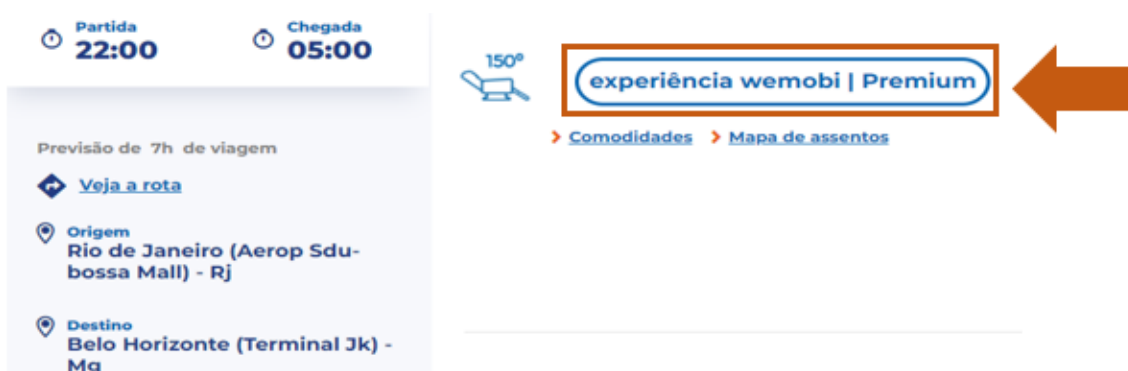 Partida
22:00
Chegada
05:00
Previsão de 7h de viagem
Veja a rota
Origem
Rio de Janeiro (Aerop Sdu-
bossa Mall) - Rj
Destino
Belo Horizonte (Terminal Jk) -
Mg
150º
experiência wemobi | Premium
Comodidades
Mapa de assentos